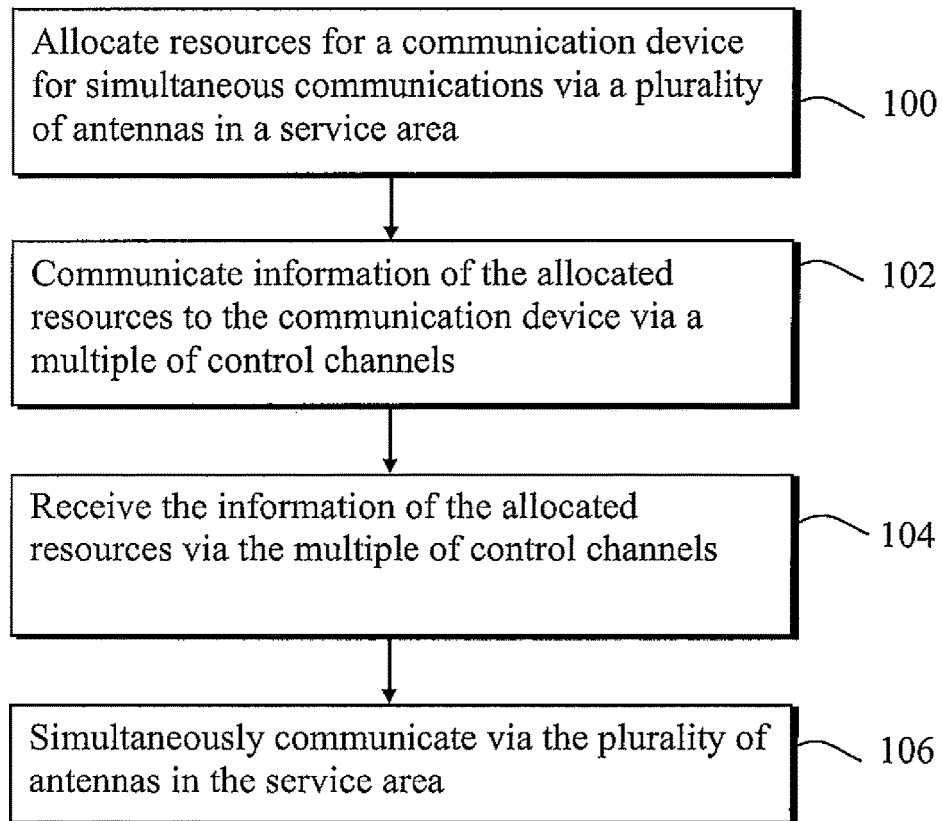 Allocate resources for a communication device
for simultaneous communications via a plurality
of antennas in a service area
100
Communicate information of the allocated
resources to the communication device via a
multiple of control channels
102
Receive the information of the allocated
resources via the multiple of control channels
104
Simultaneously communicate via the plurality of
antennas in the service area
106